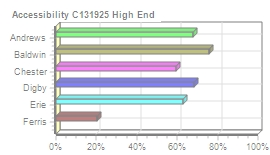 Accessibility C131925 High End
Andrews
Baldwin
Chester
Digby
Erie
Ferris
0% 20% 40% 60% 80% 100%